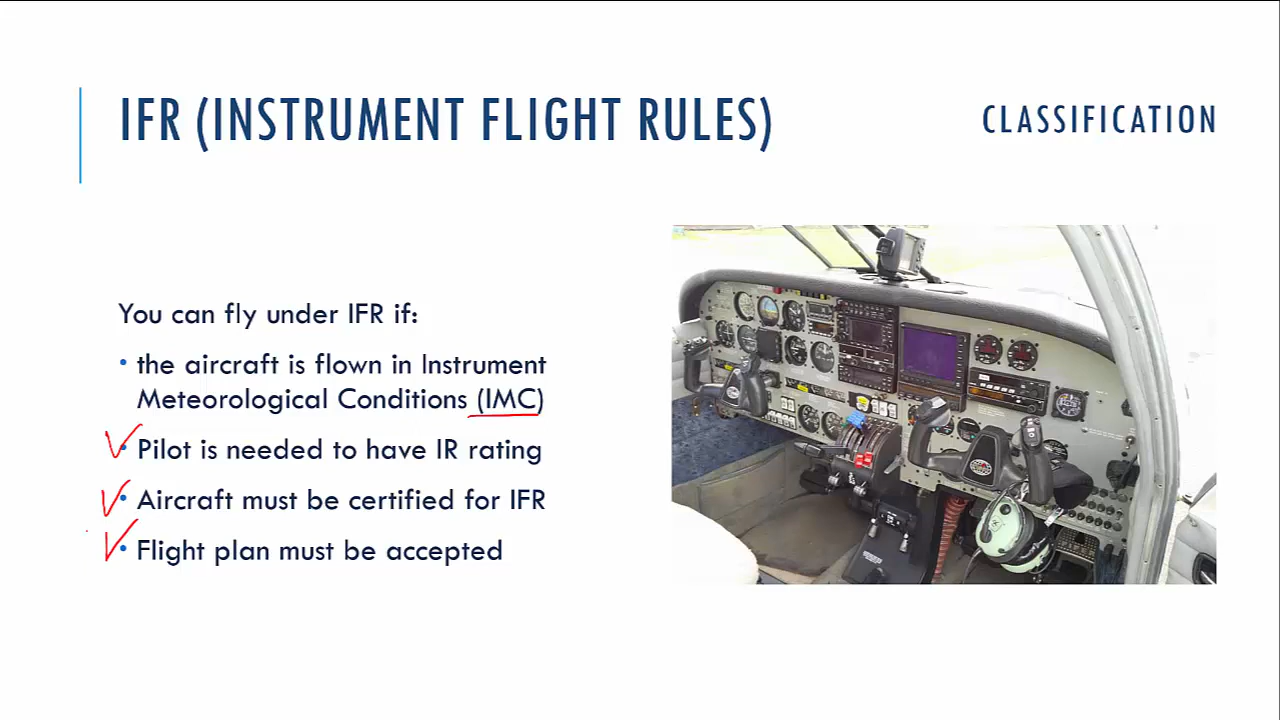 IFR (INSTRUMENT FLIGHT RULES)
CLASSIFICATION
You can fly under IFR if:
• the aircraft is flown in Instrument
Meteorological Conditions (IMC)
• Pilot is needed to have IR rating
• Aircraft must be certified for IFR
• Flight plan must be accepted